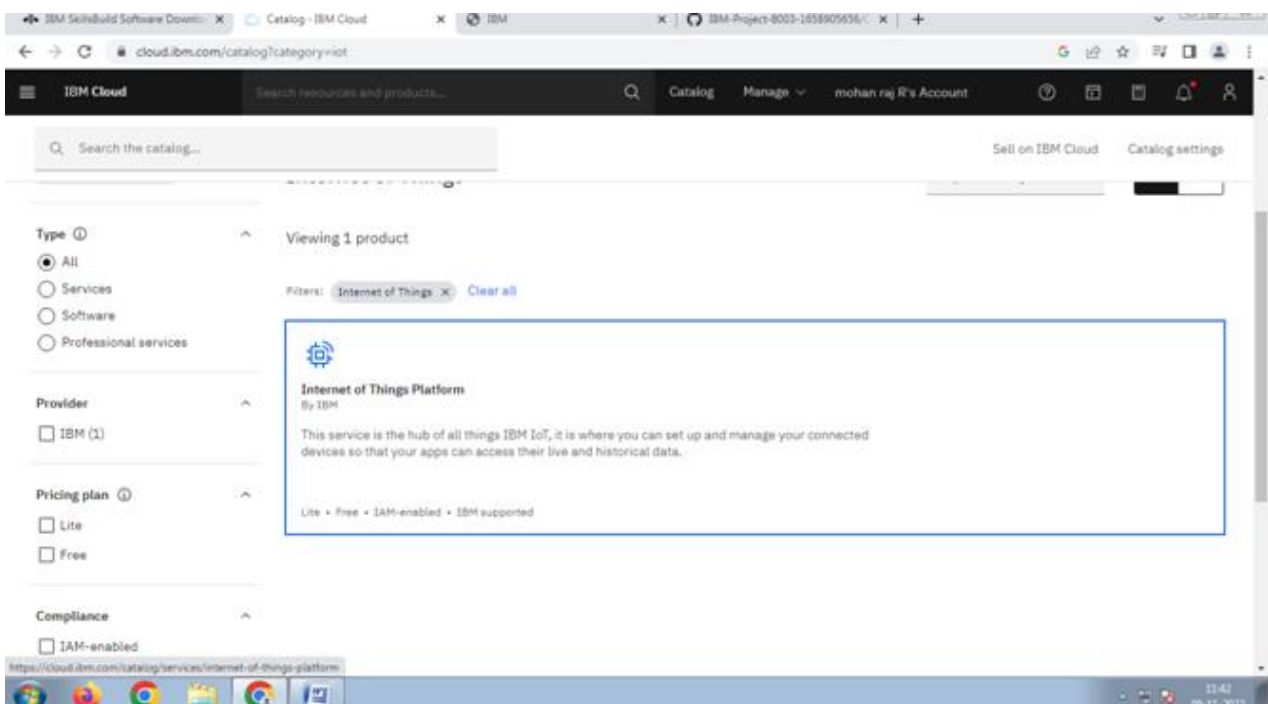 IBM SkillsBuild Software Downlo
Catalog - IBM Cloud
IBM
IBM-Project-8003-1658905656/C
cloud.ibm.com/catalog?category=iot
IBM Cloud
Search resources and products...
Catalog
Manage
mohan raj R's Account
Search the catalog...
Sell on IBM Cloud
Catalog settings
Internet of Things
Type
All
Services
Software
Professional services
Provider
IBM (1)
Pricing plan
Lite
Free
Compliance
IAM-enabled
Viewing 1 product
Filters: Internet of Things × Clear all
Internet of Things Platform
By IBM
This service is the hub of all things IBM IoT, it is where you can set up and manage your connected
devices so that your apps can access their live and historical data.
Lite • Free • IAM-enabled • IBM supported
https://cloud.ibm.com/catalog/services/internet-of-things-platform
11:42